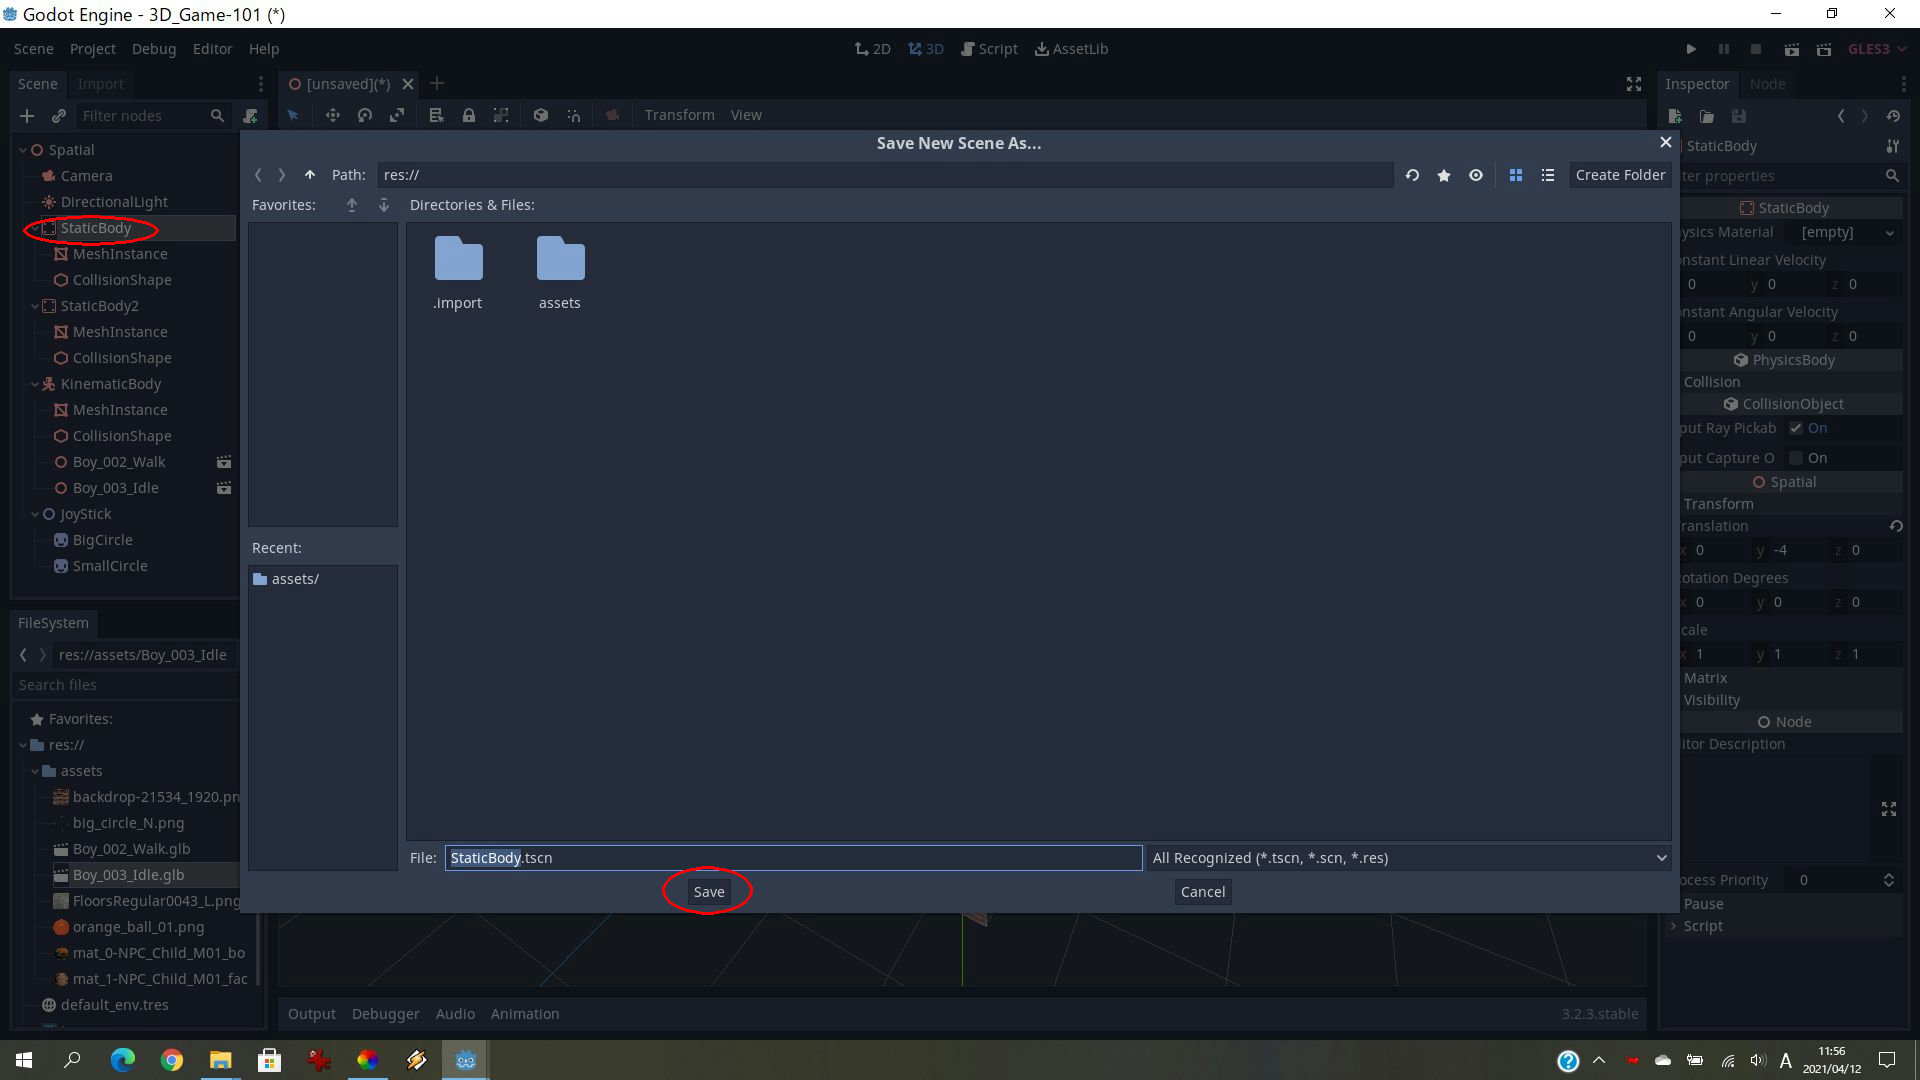 Godot Engine - 3D_Game-101 (*)
Scene Project Debug Editor Help
2D 3D Script AssetLib
GLES3
Scene Import
[unsaved](*)
Inspector Node
Filter nodes
Transform View
Spatial
Camera
DirectionalLight
StaticBody
MeshInstance
CollisionShape
StaticBody2
MeshInstance
CollisionShape
KinematicBody
MeshInstance
CollisionShape
Boy_002_Walk
Boy_003_Idle
JoyStick
BigCircle
SmallCircle
FileSystem
res://assets/Boy_003_Idle
Search files
Favorites:
res://
assets
backdrop-21534_1920.pn
big_circle_N.png
Boy_002_Walk.glb
Boy_003_Idle.glb
FloorsRegular0043_L.png
orange_ball_01.png
mat_0-NPC_Child_M01_bo
mat_1-NPC_Child_M01_fac
default_env.tres
Save New Scene As...
Path: res://
Create Folder
Favorites:
Directories & Files:
.import
assets
Recent:
assets/
File: StaticBody.tscn
All Recognized (*.tscn, *.scn, *.res)
Save
Cancel
StaticBody
ter properties
StaticBody
ysics Material [empty]
nstant Linear Velocity
0 y 0 z 0
nstant Angular Velocity
0 y 0 z 0
PhysicsBody
Collision
CollisionObject
put Ray Pickab On
put Capture O On
Spatial
Transform
ranslation
x 0 y -4 z 0
otation Degrees
x 0 y 0 z 0
cale
x 1 y 1 z 1
Matrix
Visibility
Node
itor Description
ocess Priority 0
Pause
Script
Output Debugger Audio Animation
3.2.3.stable
A
11:56
2021/04/12